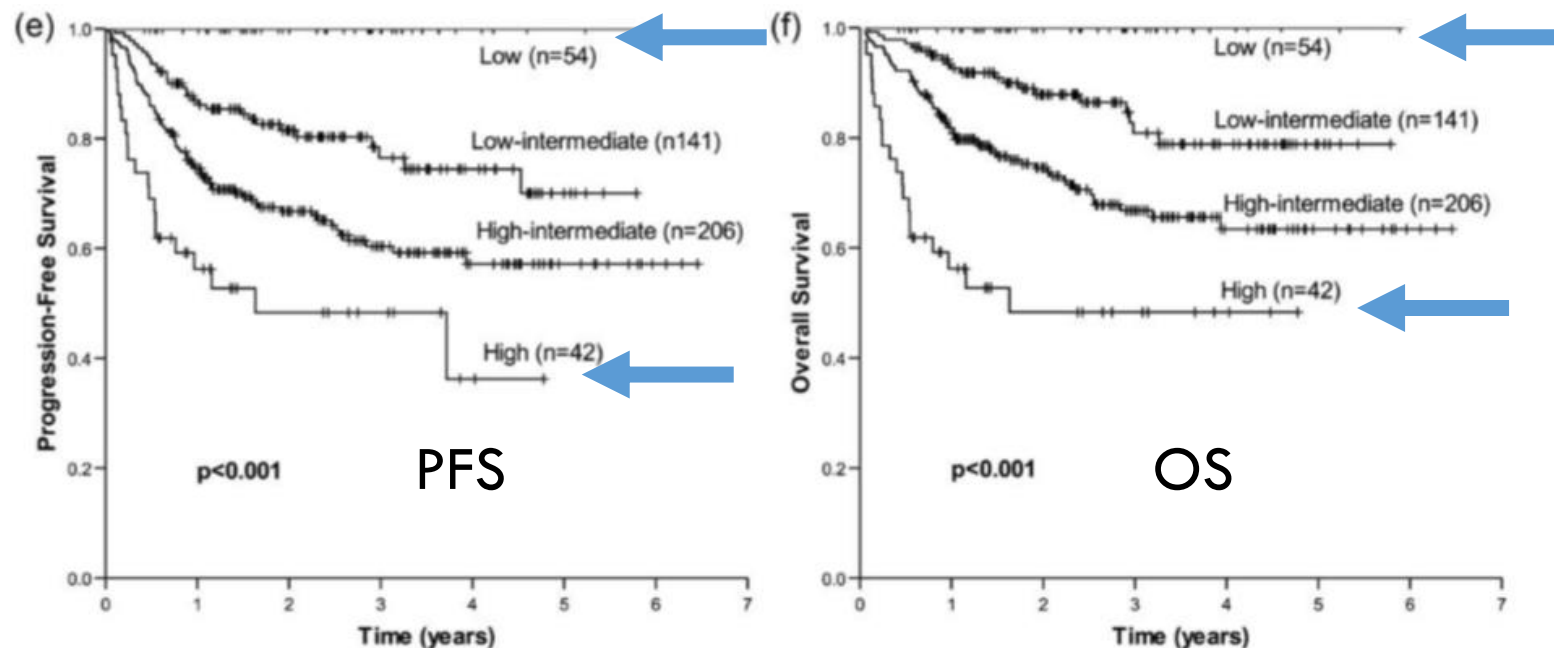 (e)
Progression-Free Survival
1.0
0.8
0.6
0.4
0.2
0.0
Low (n=54)
Low-intermediate (n141)
High-intermediate (n=206)
High (n=42)
p<0.001
PFS
0 1 2 3 4 5 6 7
Time (years)
(f)
Overall Survival
1.0
0.8
0.6
0.4
0.2
0.0
Low (n=54)
Low-intermediate (n=141)
High-intermediate (n=206)
High (n=42)
p<0.001
OS
0 1 2 3 4 5 6 7
Time (years)